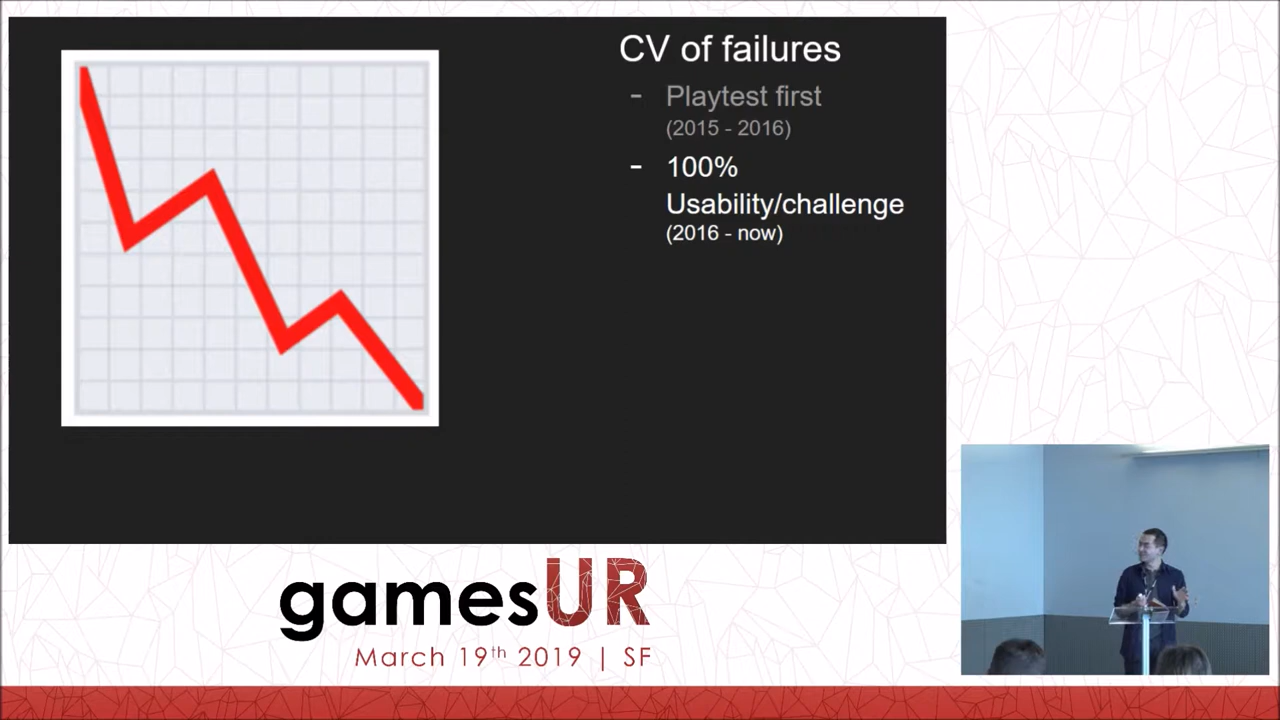 CV of failures
- Playtest first
(2015 - 2016)
- 100%
Usability/challenge
(2016 - now)
gamesUR
March 19th 2019 | SF